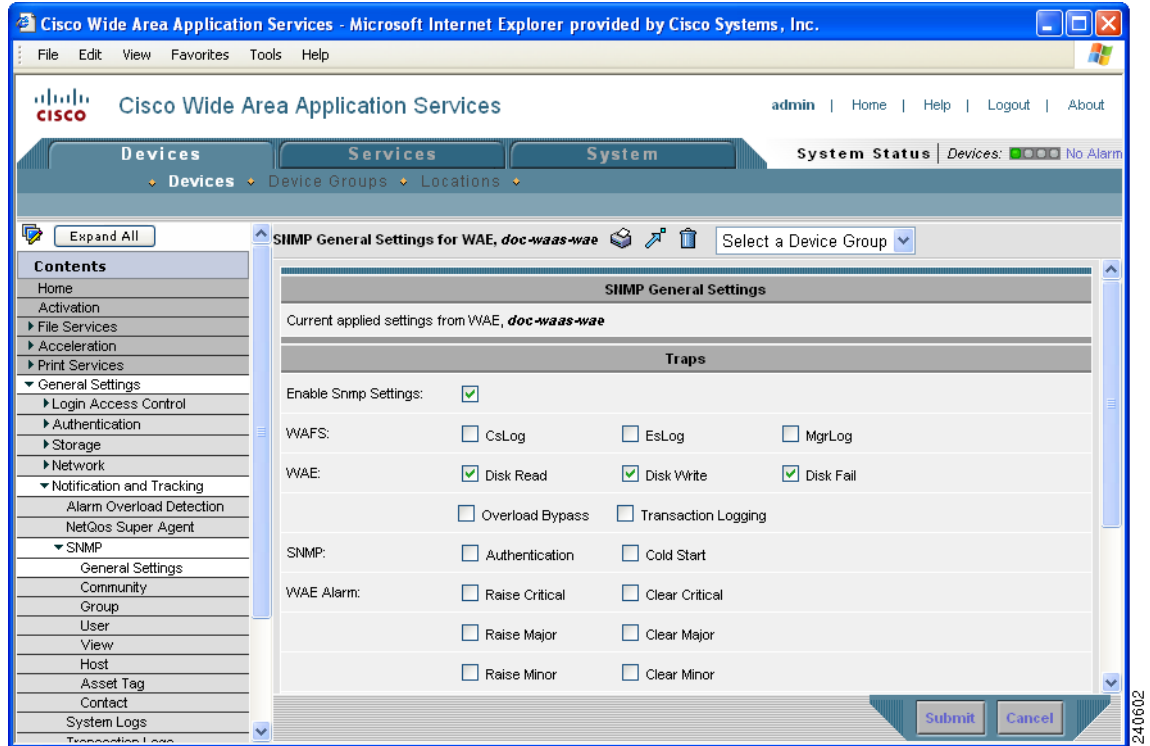 Cisco Wide Area Application Services - Microsoft Internet Explorer provided by Cisco Systems, Inc.
File Edit View Favorites Tools Help
CISCO Cisco Wide Area Application Services admin | Home | Help | Logout | About
Devices Services System System Status | Devices: No Alarm
Devices Device Groups Locations
Expand All
SNMP General Settings for WAE, doc-waas-wae Select a Device Group
Contents
Home
Activation
File Services
Acceleration
Print Services
General Settings
Login Access Control
Authentication
Storage
Network
Notification and Tracking
Alarm Overload Detection
NetQos Super Agent
SNMP
General Settings
Community
Group
User
View
Host
Asset Tag
Contact
System Logs
Transaction Logs
SNMP General Settings
Current applied settings from WAE, doc-waas-wae
Traps
Enable Snmp Settings:
WAFS: CsLog EsLog MgrLog
WAE: Disk Read Disk Write Disk Fail
Overload Bypass Transaction Logging
SNMP: Authentication Cold Start
WAE Alarm: Raise Critical Clear Critical
Raise Major Clear Major
Raise Minor Clear Minor
Submit Cancel
240602